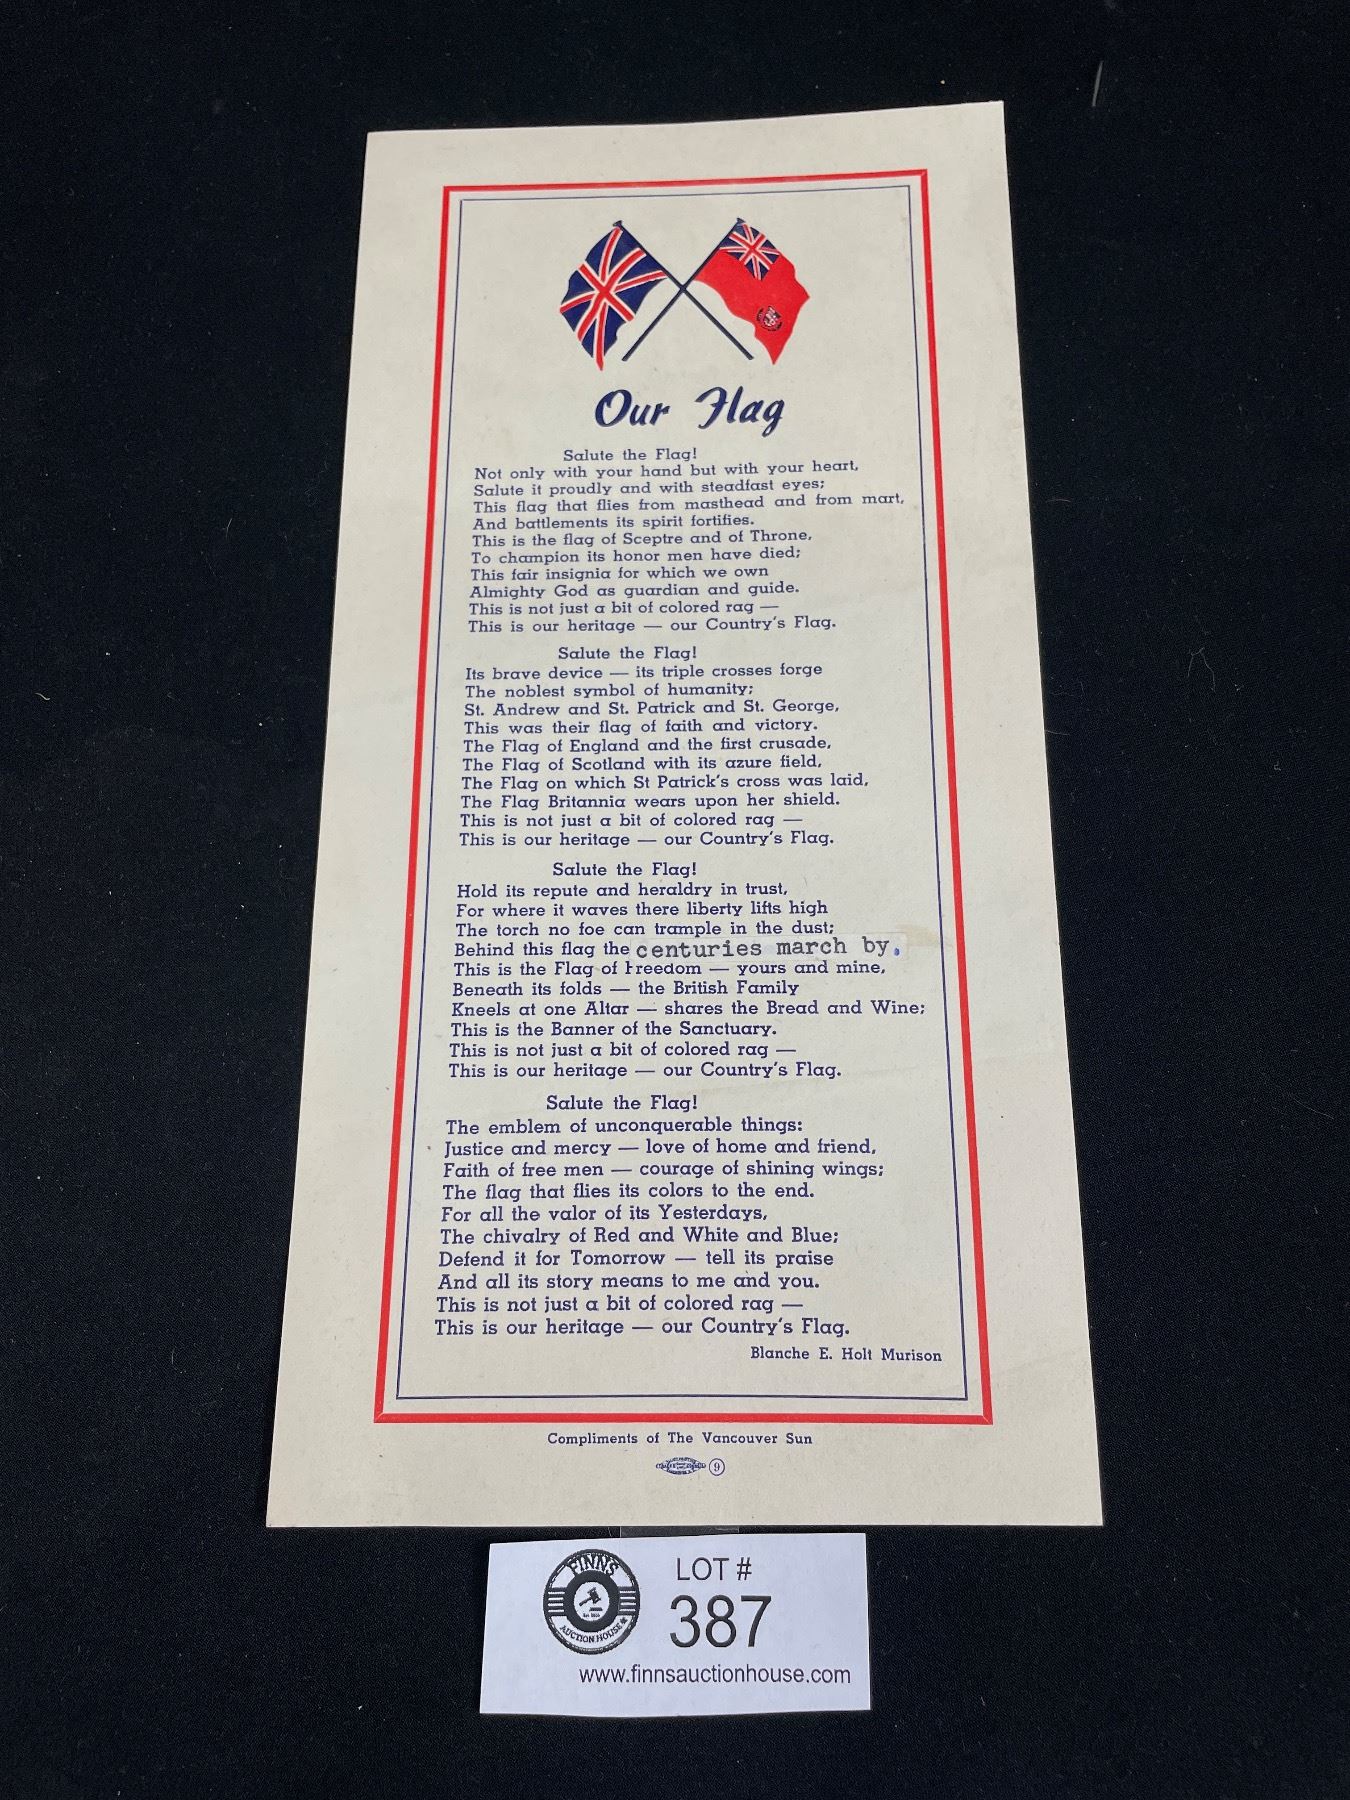 Our Flag
Salute the Flag!
Not only with your hand but with your heart,
Salute it proudly and with steadfast eyes;
This flag that flies from masthead and from mart,
And battlements its spirit fortifies.
This is the flag of Sceptre and of Throne,
To champion its honor men have died;
This fair insignia for which we own
Almighty God as guardian and guide.
This is not just a bit of colored rag —
This is our heritage — our Country's Flag.
Salute the Flag!
Its brave device — its triple crosses forge
The noblest symbol of humanity;
St. Andrew and St. Patrick and St. George,
This was their flag of faith and victory.
The Flag of England and the first crusade,
The Flag of Scotland with its azure field,
The Flag on which St Patrick's cross was laid,
The Flag Britannia wears upon her shield.
This is not just a bit of colored rag —
This is our heritage — our Country's Flag.
Salute the Flag!
Hold its repute and heraldry in trust,
For where it waves there liberty lifts high
The torch no foe can trample in the dust;
Behind this flag the centuries march by.
This is the Flag of Freedom — yours and mine,
Beneath its folds — the British Family
Kneels at one Altar — shares the Bread and Wine;
This is the Banner of the Sanctuary.
This is not just a bit of colored rag —
This is our heritage — our Country's Flag.
Salute the Flag!
The emblem of unconquerable things:
Justice and mercy — love of home and friend,
Faith of free men — courage of shining wings;
The flag that flies its colors to the end.
For all the valor of its Yesterdays,
The chivalry of Red and White and Blue;
Defend it for Tomorrow — tell its praise
And all its story means to me and you.
This is not just a bit of colored rag —
This is our heritage — our Country's Flag.
Blanche E. Holt Murison
Compliments of The Vancouver Sun
9
FINNS
AUCTION HOUSE
LOT #
387
www.finnsauctionhouse.com